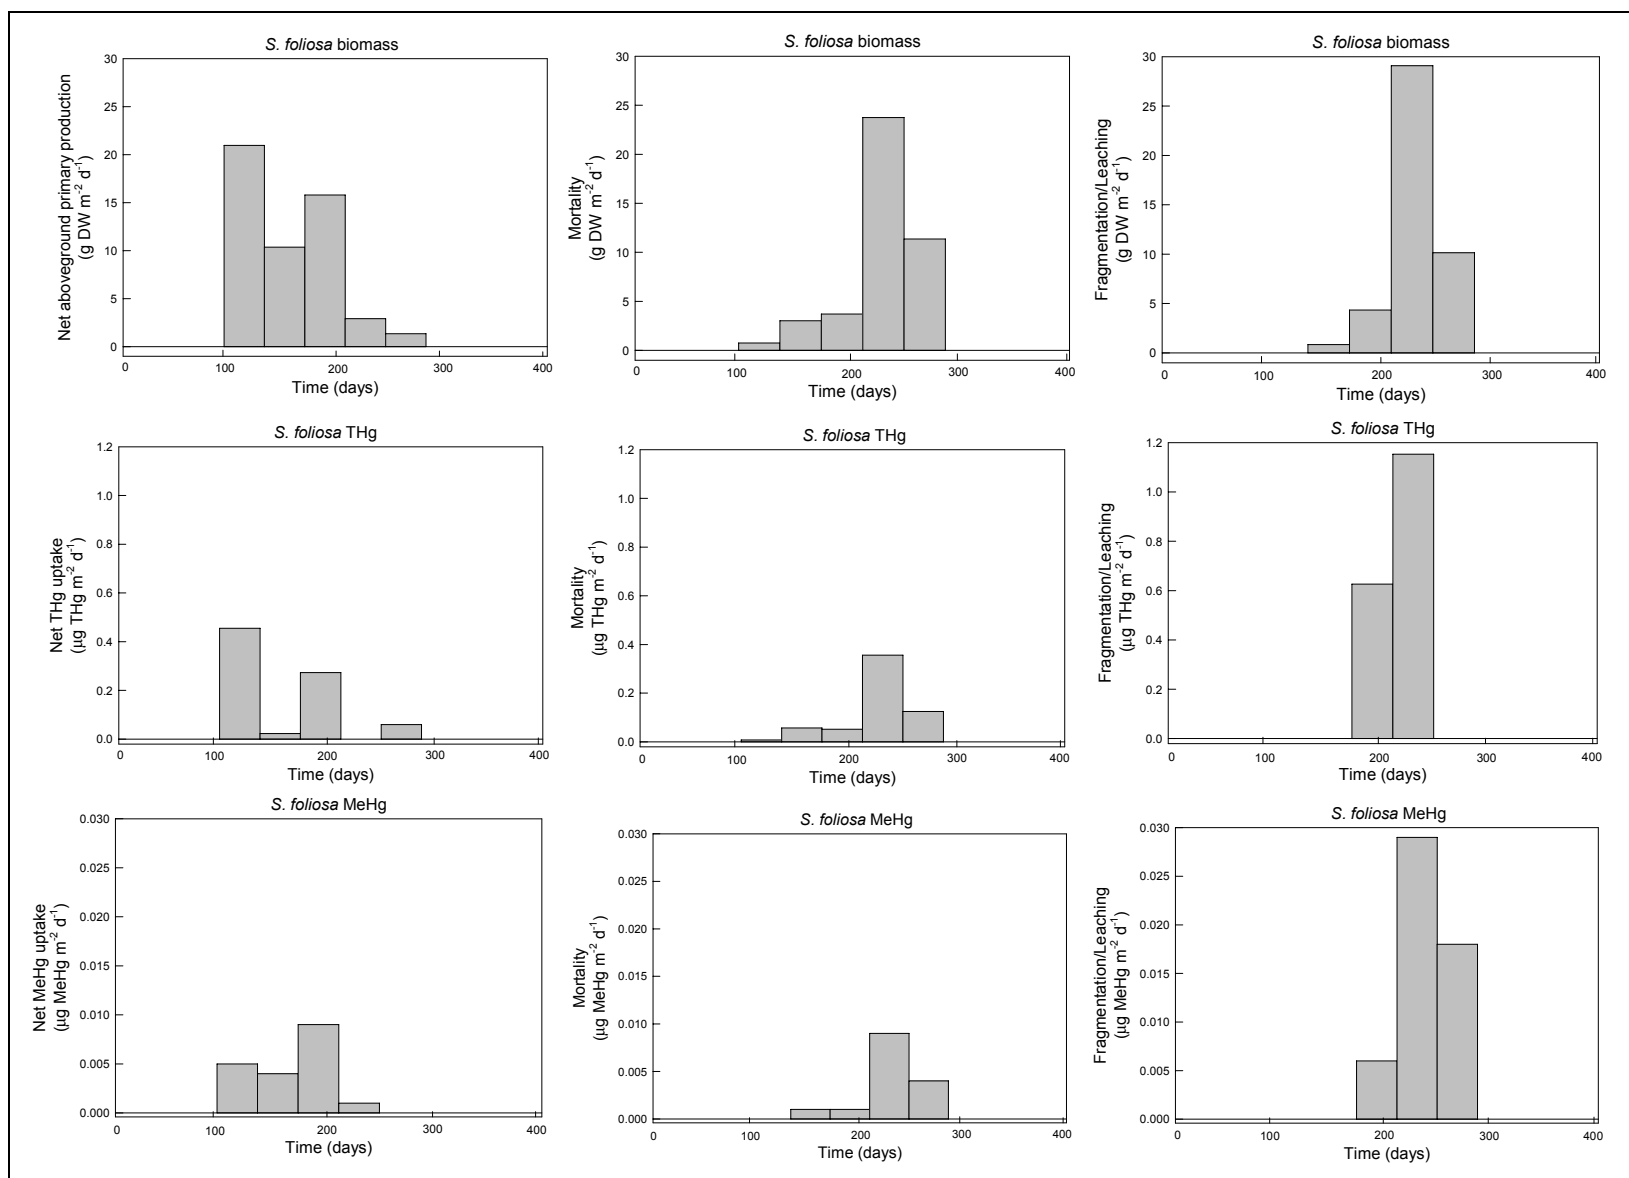 S. foliosa biomass
Net aboveground primary production
(g DW m-2 d-1)
30
25
20
15
10
5
0
0 100 200 300 400
Time (days)
S. foliosa biomass
Mortality
(g DW m-2 d-1)
30
25
20
15
10
5
0
0 100 200 300 400
Time (days)
S. foliosa biomass
Fragmentation/Leaching
(g DW m-2 d-1)
30
25
20
15
10
5
0
0 100 200 300 400
Time (days)
S. foliosa THg
Net THg uptake
(µg THg m-2 d-1)
1.2
1.0
0.8
0.6
0.4
0.2
0.0
0 100 200 300 400
Time (days)
S. foliosa THg
Mortality
(µg THg m-2 d-1)
1.2
1.0
0.8
0.6
0.4
0.2
0.0
0 100 200 300 400
Time (days)
S. foliosa THg
Fragmentation/Leaching
(µg THg m-2 d-1)
1.2
1.0
0.8
0.6
0.4
0.2
0.0
0 100 200 300 400
Time (days)
S. foliosa MeHg
Net MeHg uptake
(µg MeHg m-2 d-1)
0.030
0.025
0.020
0.015
0.010
0.005
0.000
0 100 200 300 400
Time (days)
S. foliosa MeHg
Mortality
(µg MeHg m-2 d-1)
0.030
0.025
0.020
0.015
0.010
0.005
0.000
0 100 200 300 400
Time (days)
S. foliosa MeHg
Fragmentation/Leaching
(µg MeHg m-2 d-1)
0.030
0.025
0.020
0.015
0.010
0.005
0.000
0 100 200 300 400
Time (days)